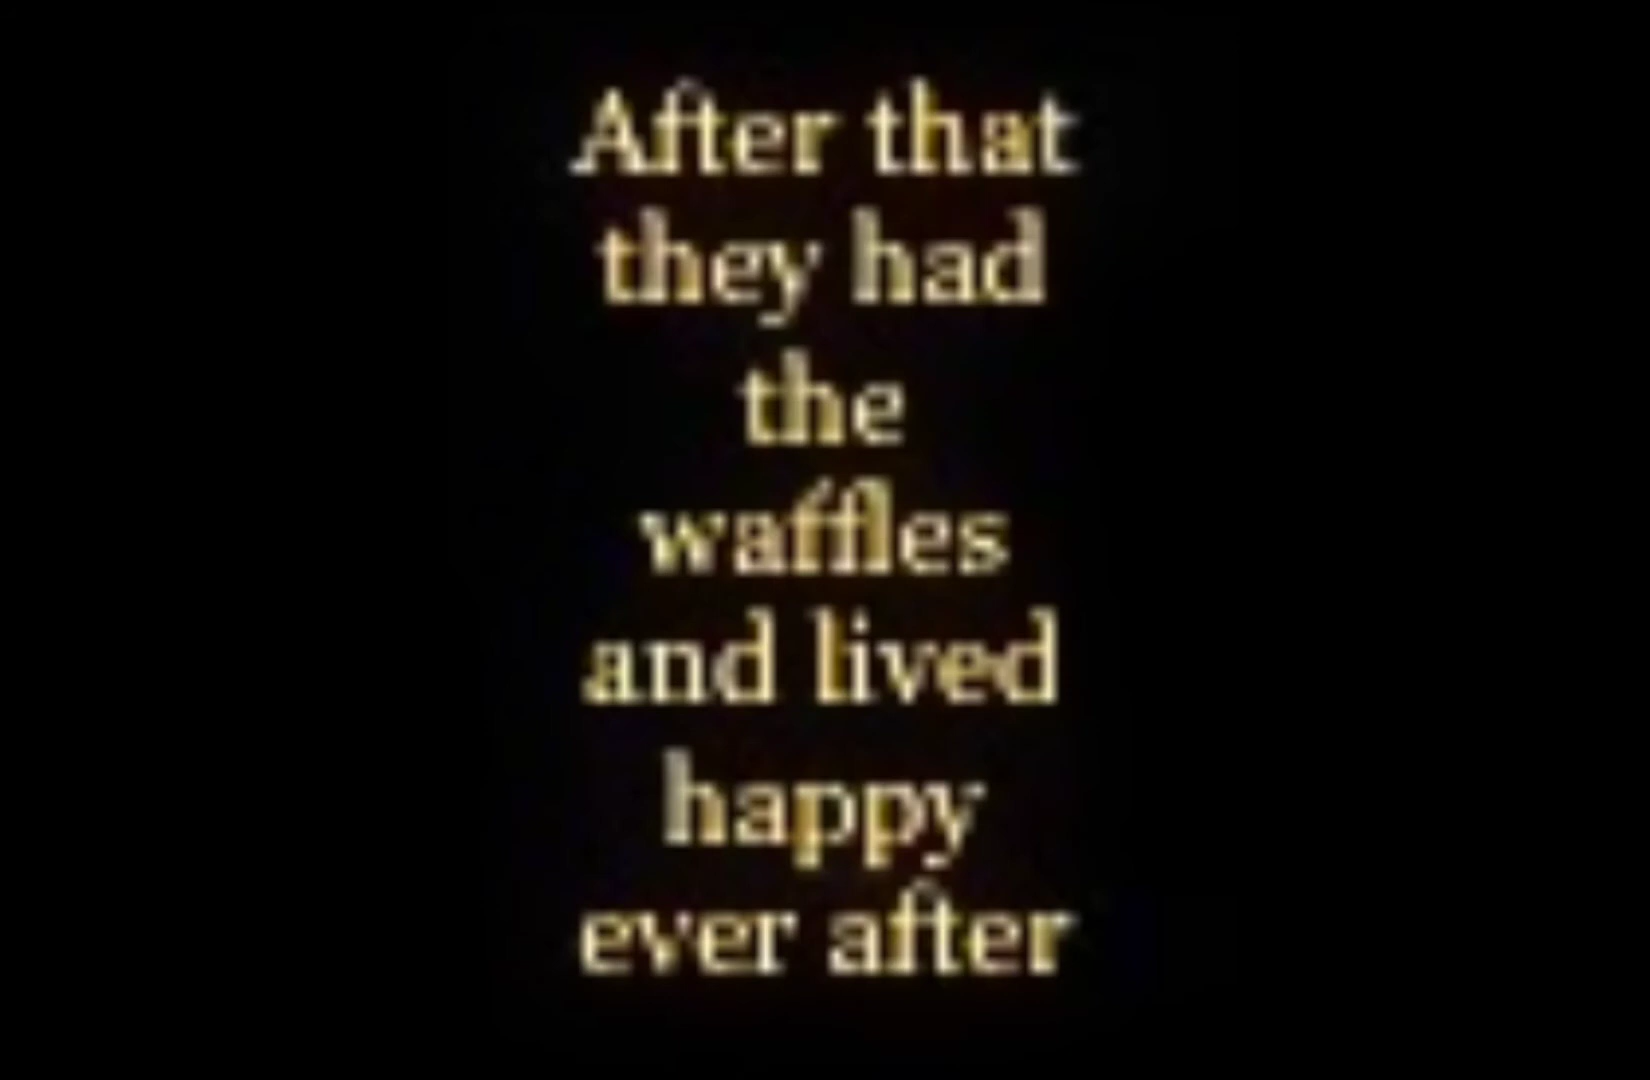 After that
they had
the
waffles
and lived
happy
ever after